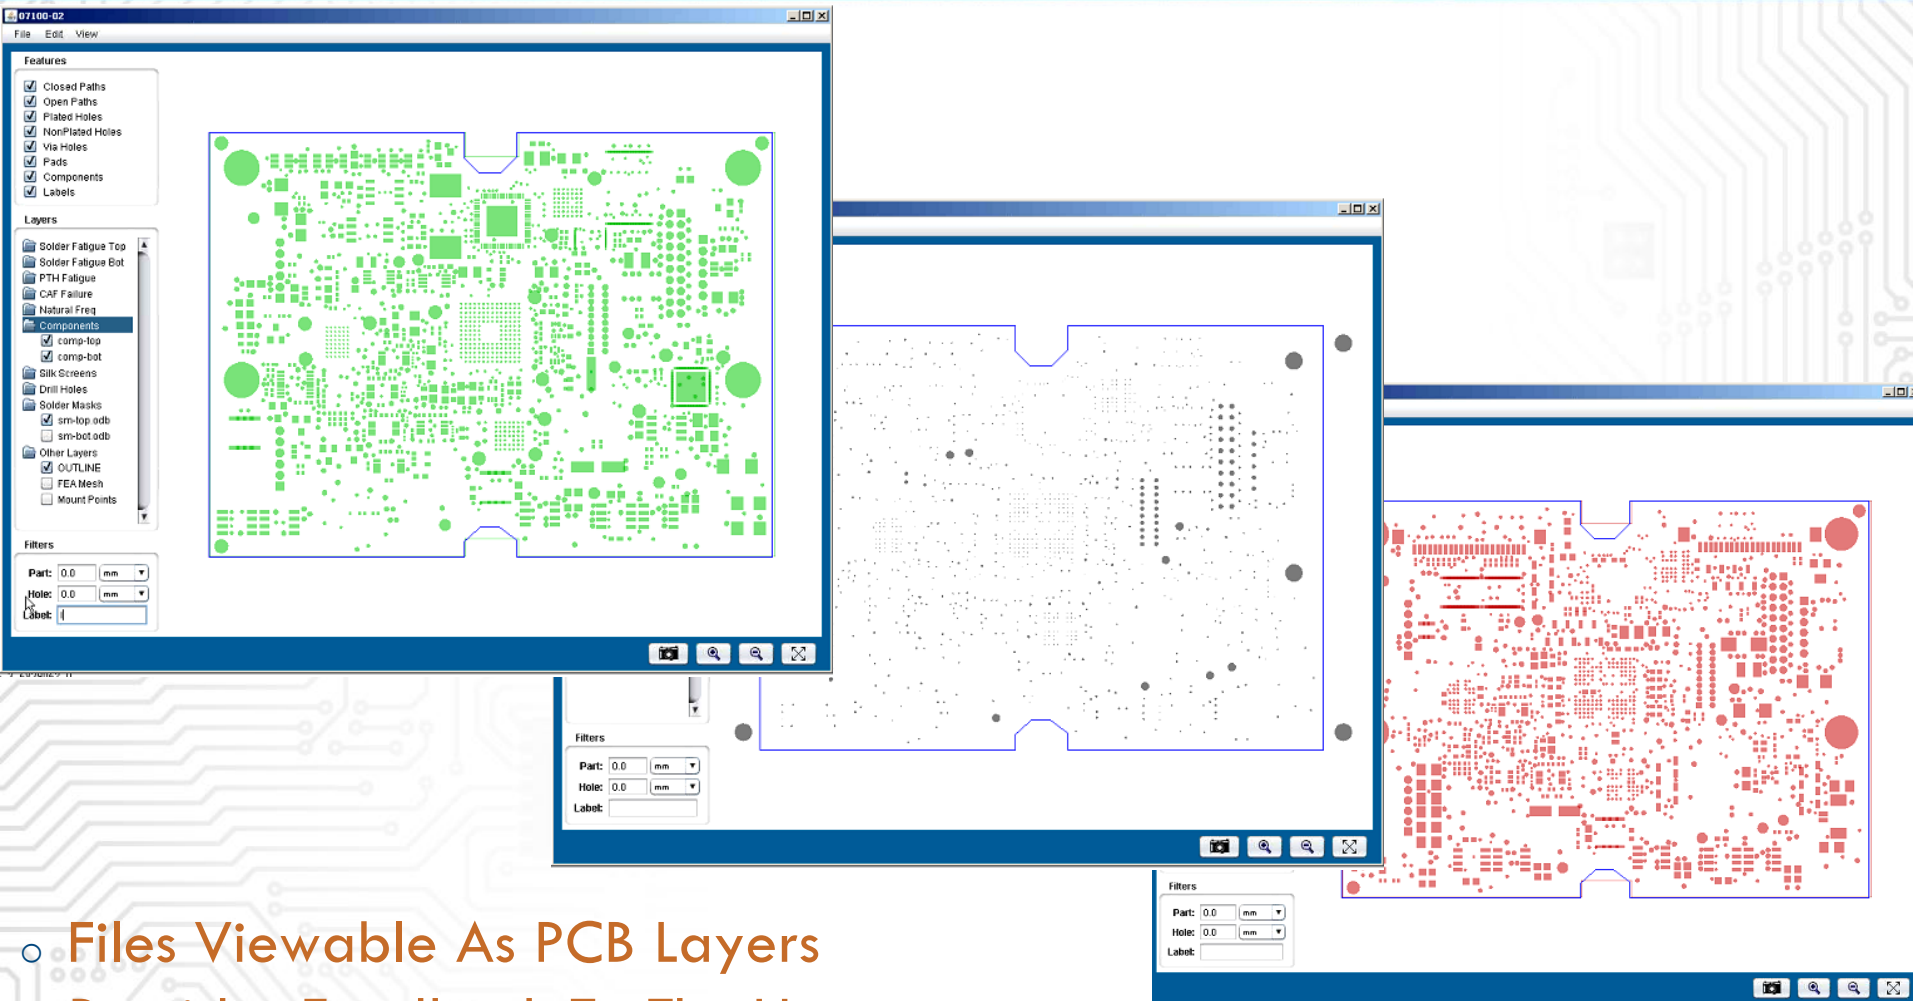 07100-02
File Edit View
Features
Closed Paths
Open Paths
Plated Holes
NonPlated Holes
Via Holes
Pads
Components
Labels
Layers
Solder Fatigue Top
Solder Fatigue Bot
PTH Fatigue
CAF Failure
Natural Freq
Components
comp-top
comp-bot
Silk Screens
Drill Holes
Solder Masks
sm-top.odb
sm-bot.odb
Other Layers
OUTLINE
FEA Mesh
Mount Points
Filters
Part: 0.0 mm
Hole: 0.0 mm
Label:
Filters
Part: 0.0 mm
Hole: 0.0 mm
Label:
Filters
Part: 0.0 mm
Hole: 0.0 mm
Label:
Files Viewable As PCB Layers